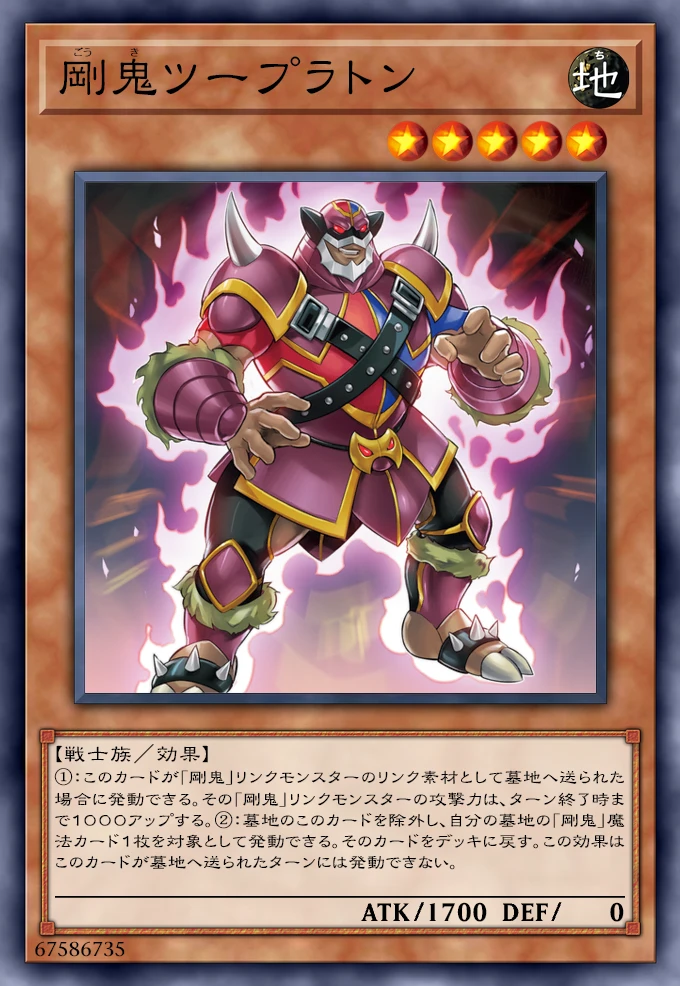 ごう き
剛鬼ツープラトン
ち
地
【戦士族／効果】
①：このカードが「剛鬼」リンクモンスターのリンク素材として墓地へ送られた
場合に発動できる。その「剛鬼」リンクモンスターの攻撃力は、ターン終了時ま
で１０００アップする。②：墓地のこのカードを除外し、自分の墓地の「剛鬼」魔
法カード１枚を対象として発動できる。そのカードをデッキに戻す。この効果は
このカードが墓地へ送られたターンには発動できない。
ATK/1700 DEF/ 0
67586735